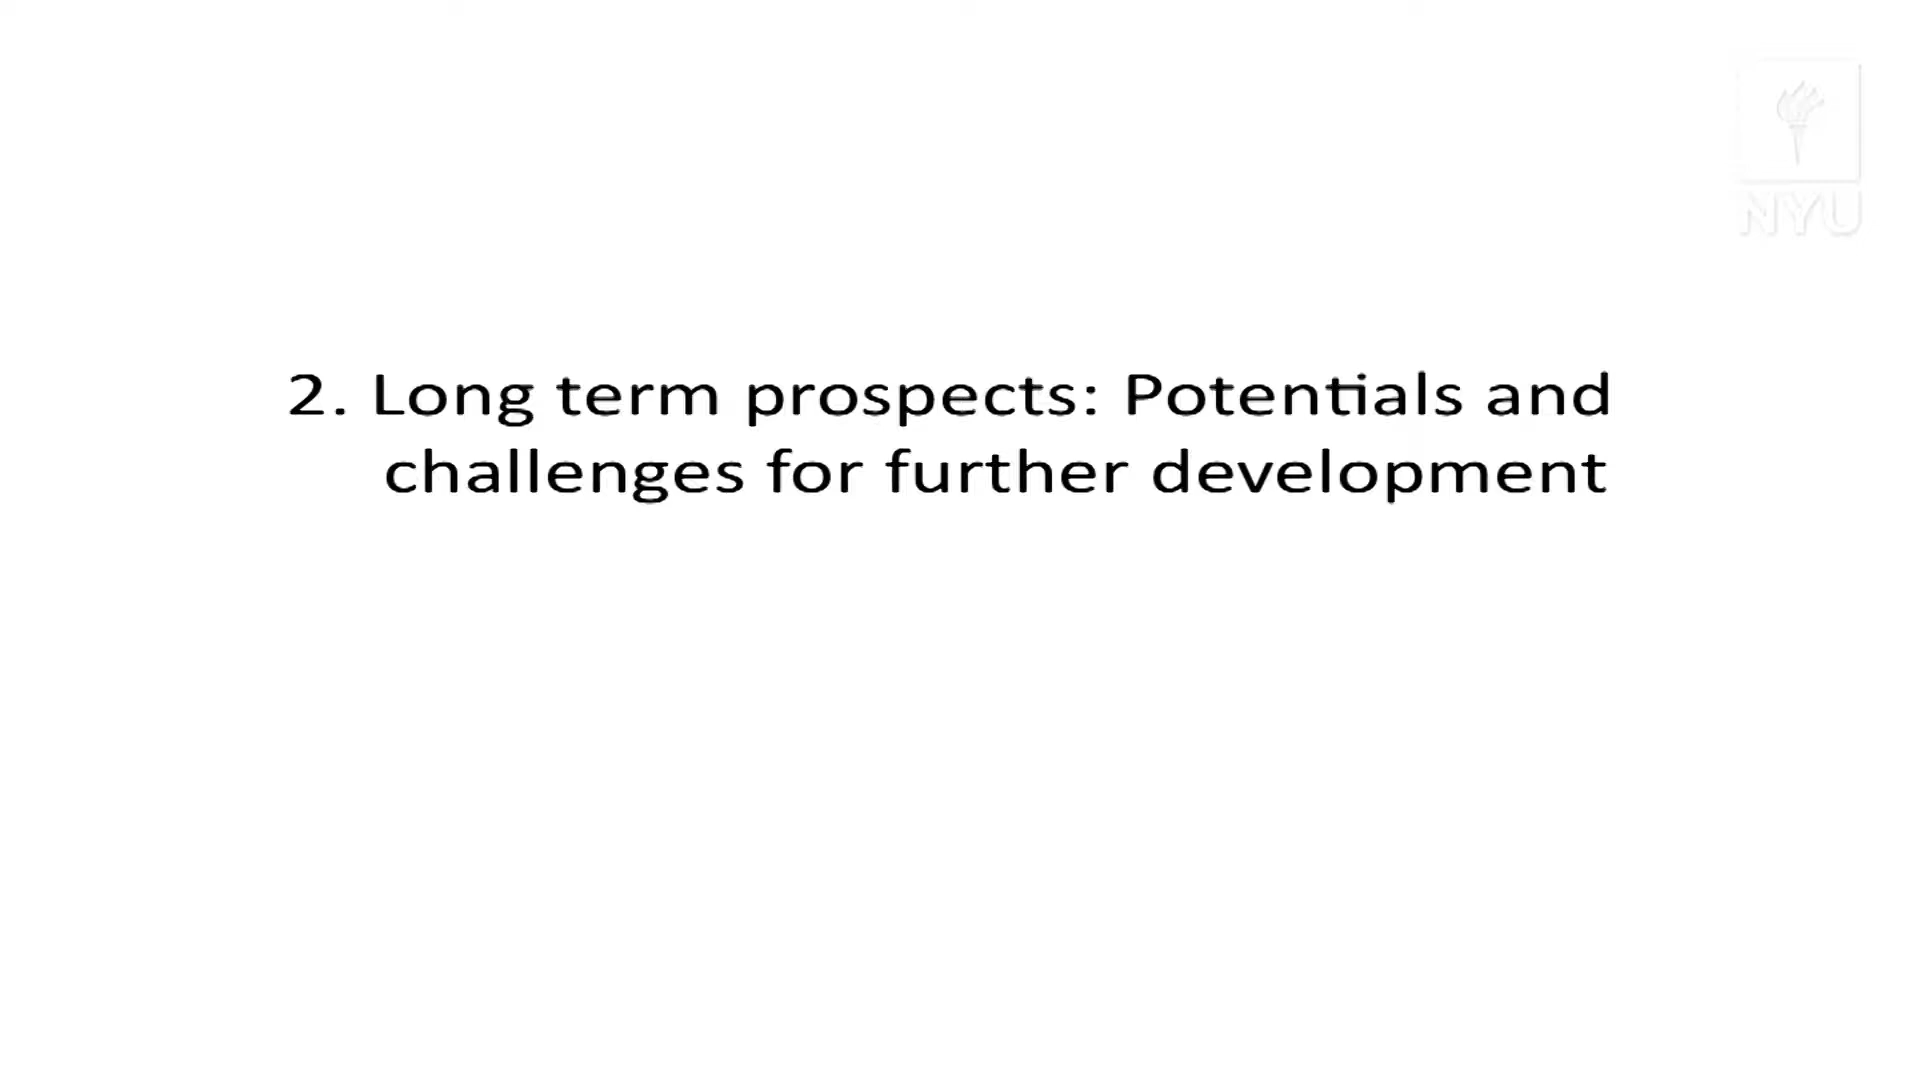 NYU
2. Long term prospects: Potentials and
challenges for further development